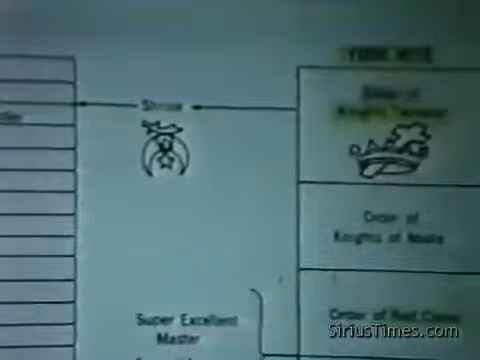 YORK RITE
Order of
Knights Templar
Shrine
Order of
Knights of Malta
Super Excellent
Master
Order of Red Cross
SiriusTimes.com